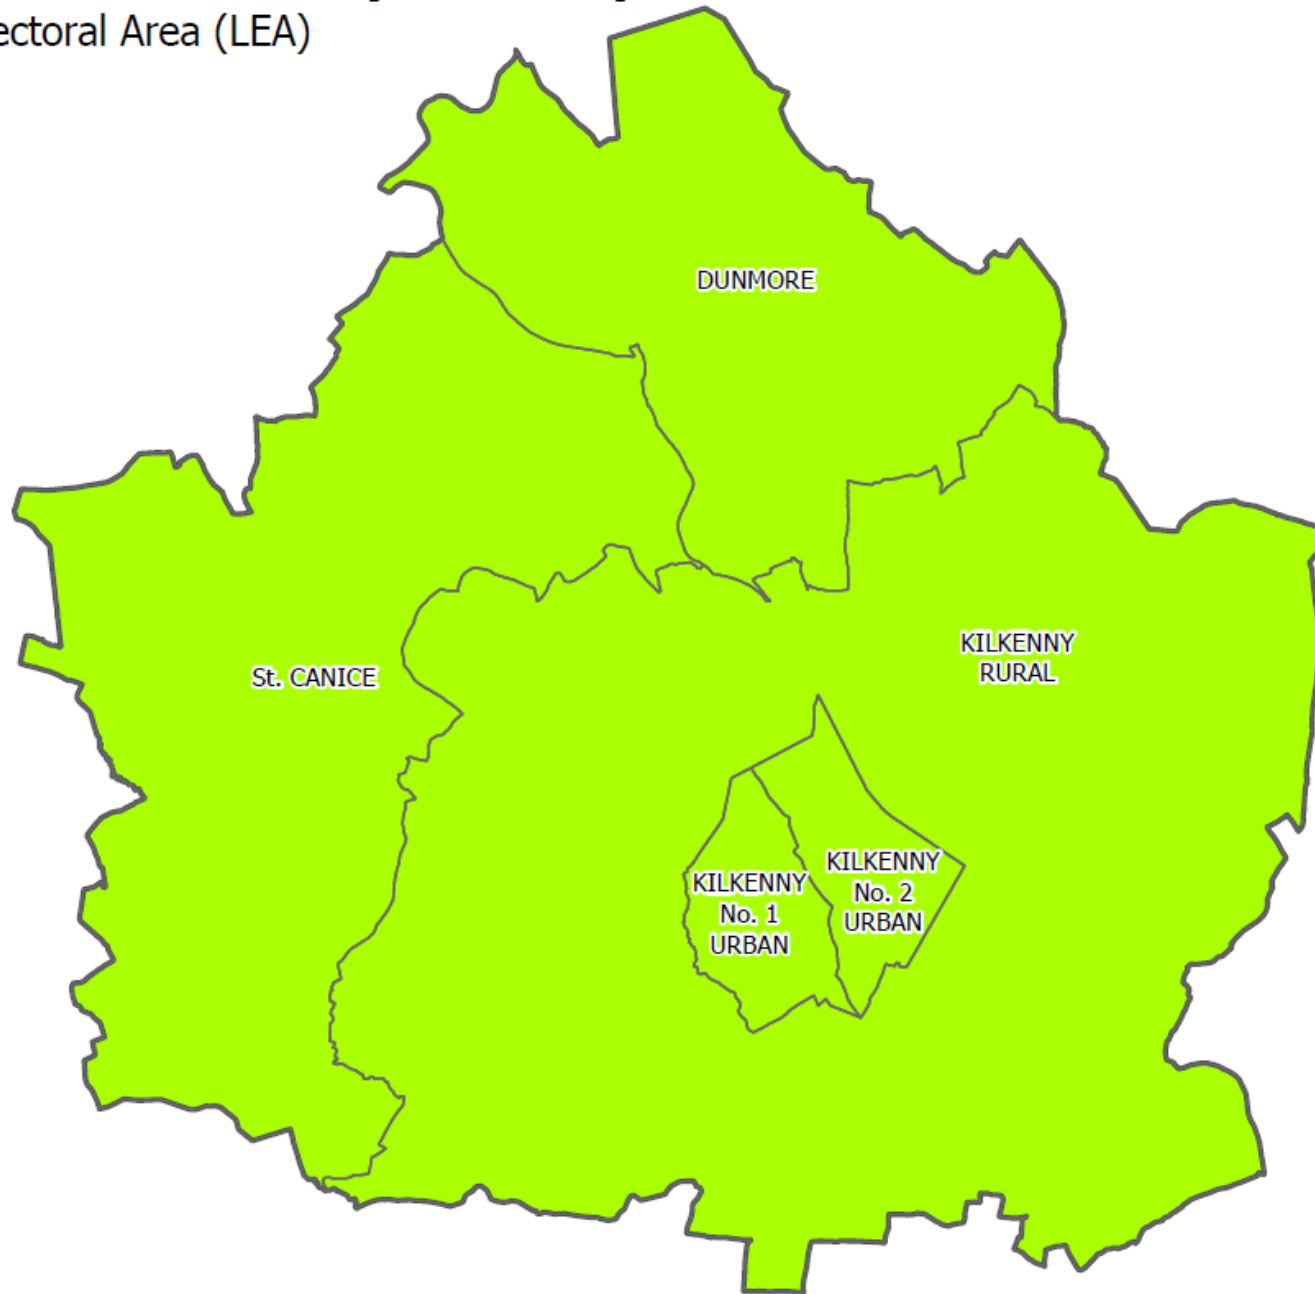 ectoral Area (LEA)
DUNMORE
KILKENNY
RURAL
St. CANICE
KILKENNY
No. 2
URBAN
KILKENNY
No. 1
URBAN